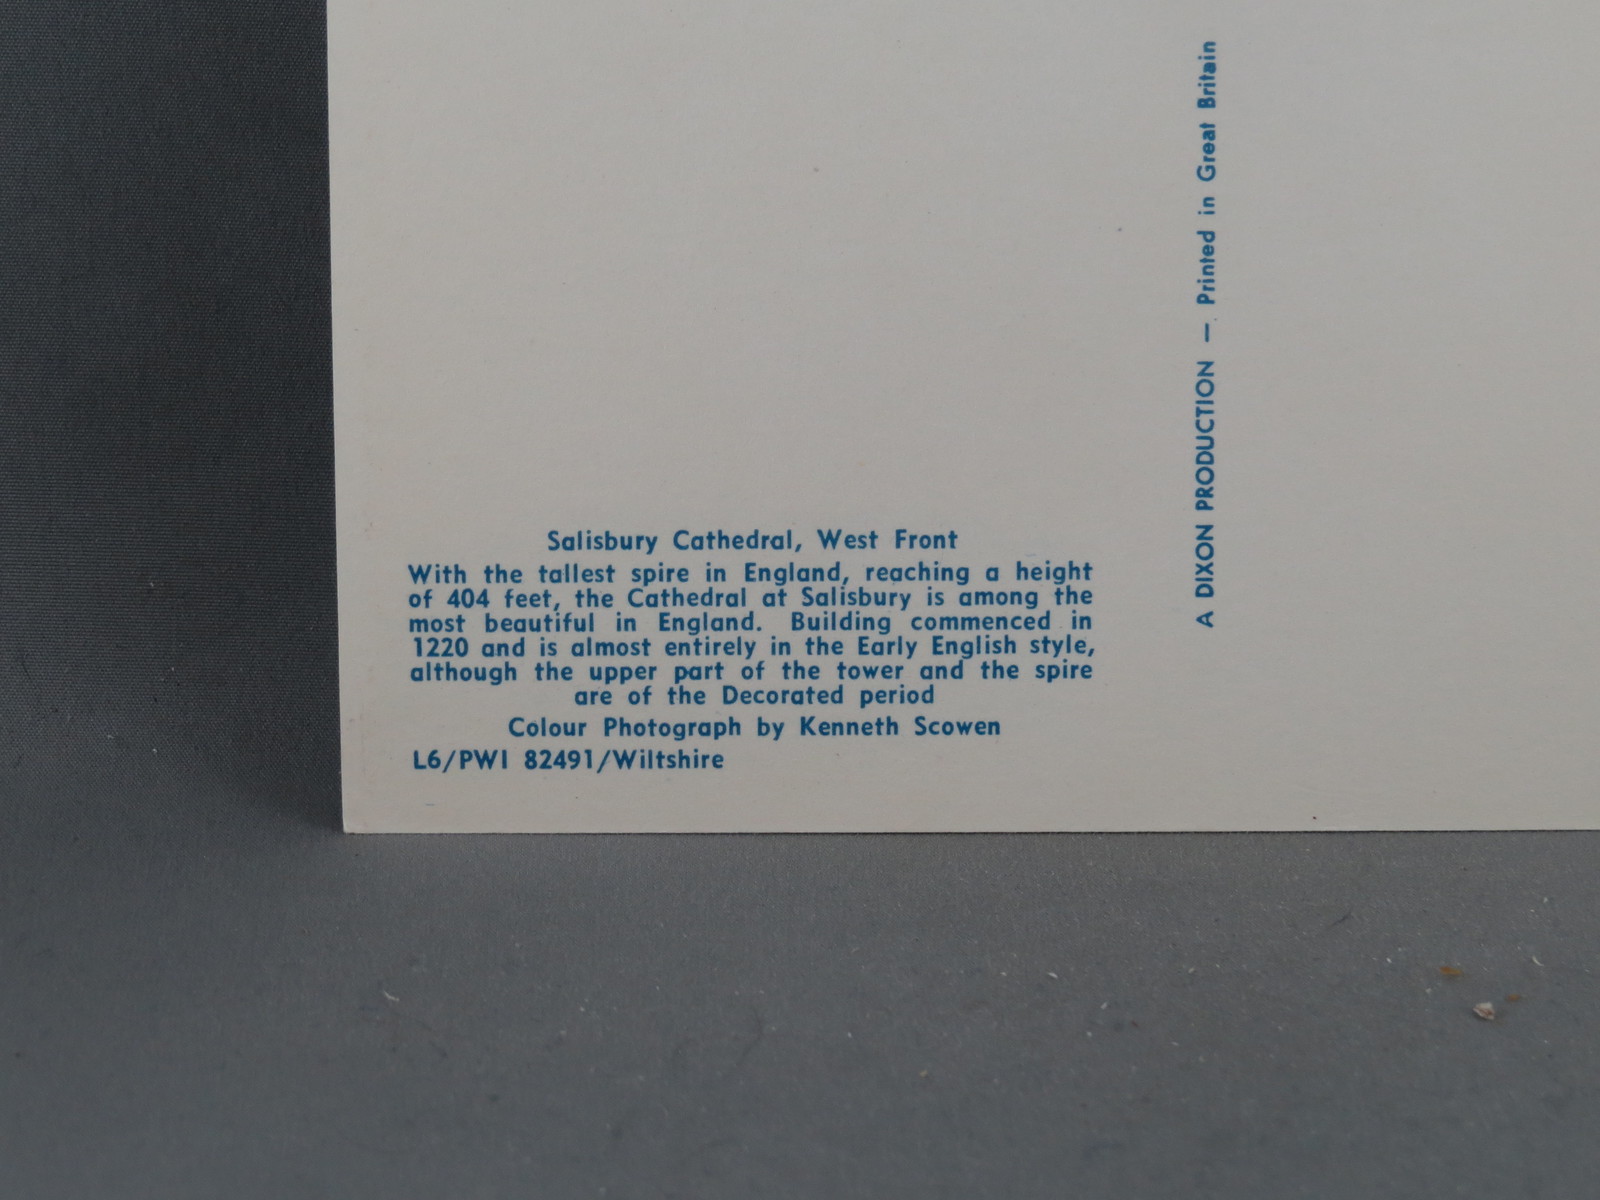 Salisbury Cathedral, West Front
With the tallest spire in England, reaching a height
of 404 feet, the Cathedral at Salisbury is among the
most beautiful in England. Building commenced in
1220 and is almost entirely in the Early English style,
although the upper part of the tower and the spire
are of the Decorated period
Colour Photograph by Kenneth Scowen
L6/PWI 82491/Wiltshire
A DIXON PRODUCTION — Printed in Great Britain